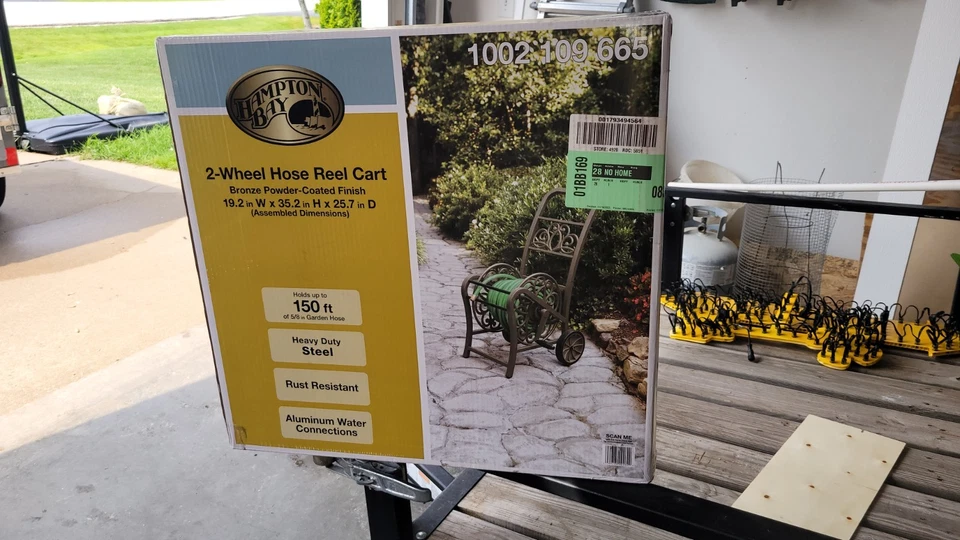 HAMPTON
BAY
2-Wheel Hose Reel Cart
Bronze Powder-Coated Finish
19.2 in W x 35.2 in H x 25.7 in D
(Assembled Dimensions)
Holds up to
150 ft
of 5/8 in Garden Hose
Heavy Duty
Steel
Rust Resistant
Aluminum Water
Connections
1002 109 665
001793494564
01BB169
28 NO HOME
08
SCAN ME